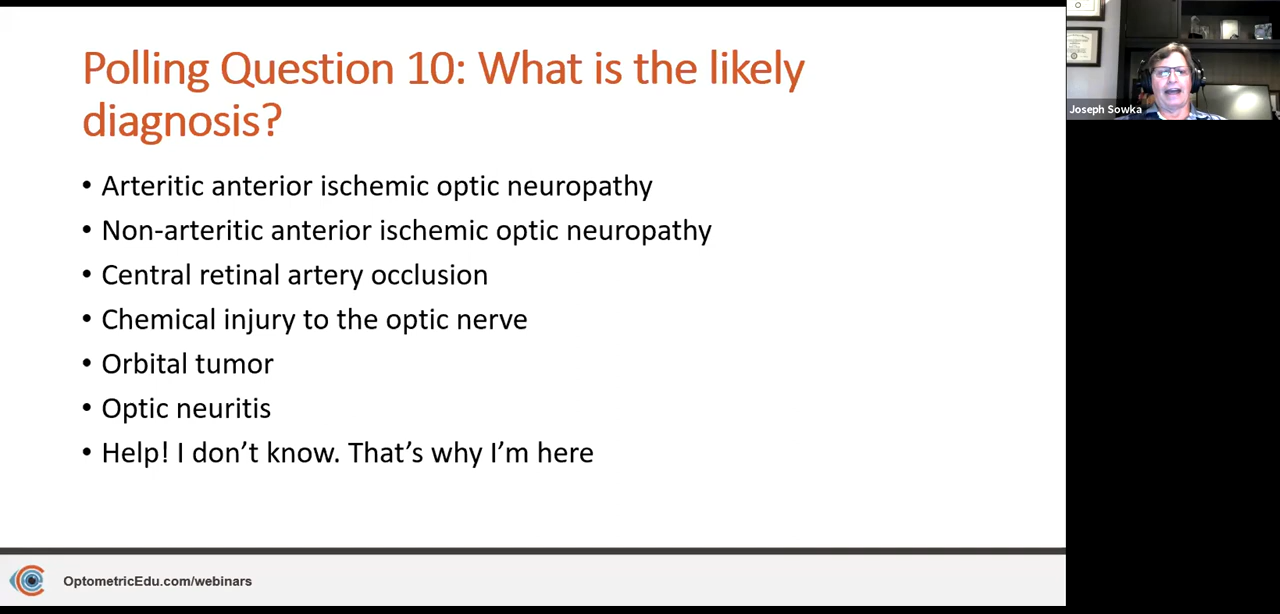 Polling Question 10: What is the likely
diagnosis?
• Arteritic anterior ischemic optic neuropathy
• Non-arteritic anterior ischemic optic neuropathy
• Central retinal artery occlusion
• Chemical injury to the optic nerve
• Orbital tumor
• Optic neuritis
• Help! I don’t know. That’s why I’m here
OptometricEdu.com/webinars
Joseph Sowka